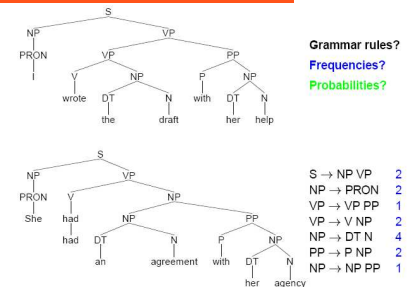 S
NP VP
PRON VP PP
I V NP P NP
wrote DT N with DT N
the draft her help
Grammar rules?
Frequencies?
Probabilities?
S
NP VP
PRON V NP
She had NP PP
had DT N P NP
an agreement with DT N
her agency
S → NP VP 2
NP → PRON 2
VP → VP PP 1
VP → V NP 2
NP → DT N 4
PP → P NP 2
NP → NP PP 1